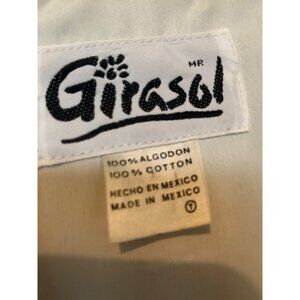 MR
Girasol
100% ALGODON
100% COTTON
HECHO EN MEXICO
MADE IN MEXICO
T